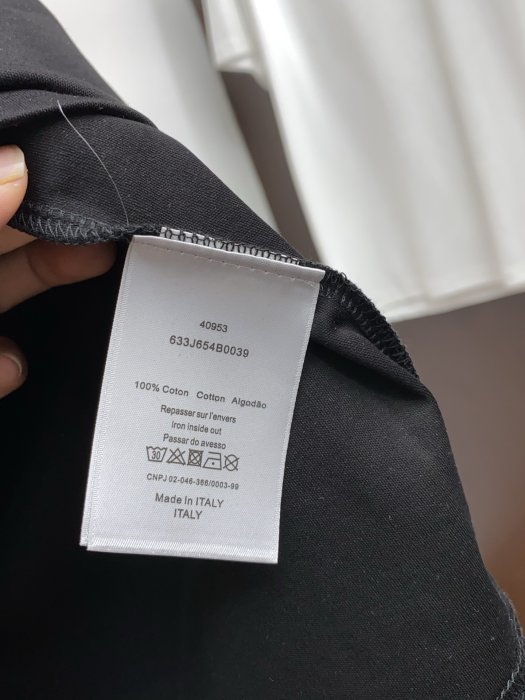 40953
633J654B0039
100% Coton Cotton Algodão
Repasser sur l'envers
Iron inside out
Passar do avesso
30
CNPJ 02-046-366/0003-99
Made In ITALY
ITALY